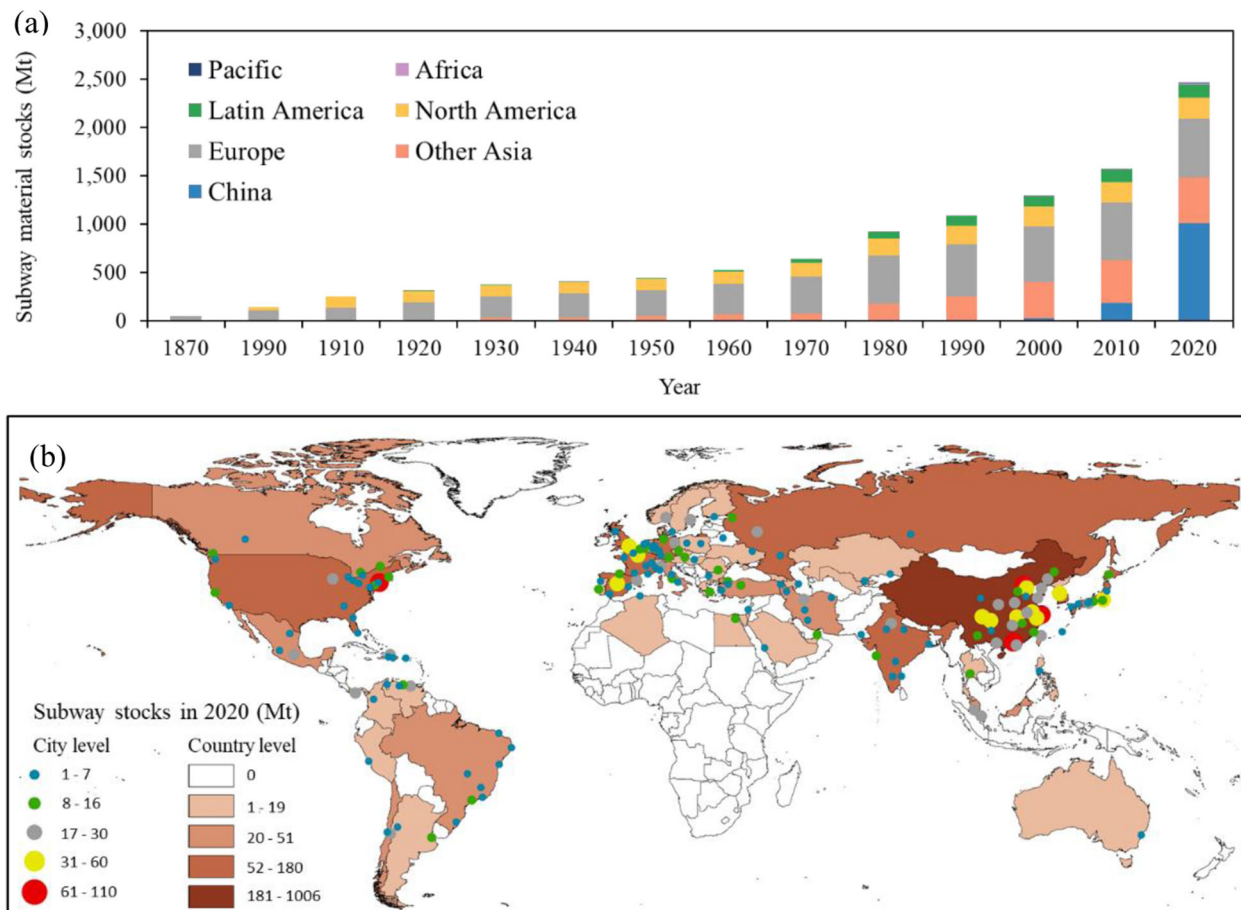 (a)
3,000
2,500
2,000
1,500
1,000
500
0
Subway material stocks (Mt)
Pacific Africa
Latin America North America
Europe Other Asia
China
1870 1990 1910 1920 1930 1940 1950 1960 1970 1980 1990 2000 2010 2020
Year
(b)
Subway stocks in 2020 (Mt)
City level Country level
1 - 7 0
8 - 16 1 - 19
17 - 30 20 - 51
31 - 60 52 - 180
61 - 110 181 - 1006